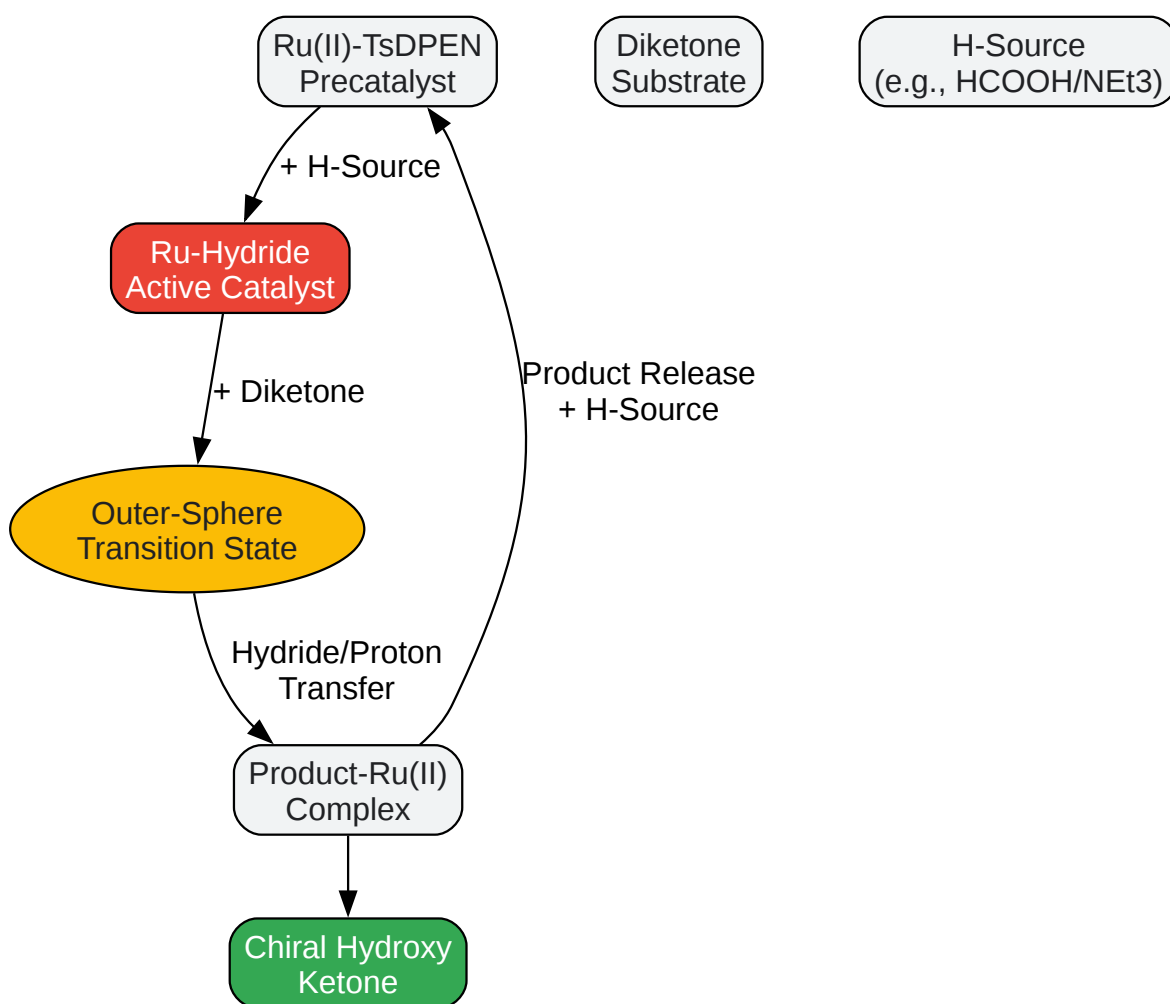 Ru(II)-TsDPEN
Precatalyst
Diketone
Substrate
H-Source
(e.g., HCOOH/NEt3)
+ H-Source
Ru-Hydride
Active Catalyst
Product Release
+ H-Source
+ Diketone
Outer-Sphere
Transition State
Hydride/Proton
Transfer
Product-Ru(II)
Complex
Chiral Hydroxy
Ketone